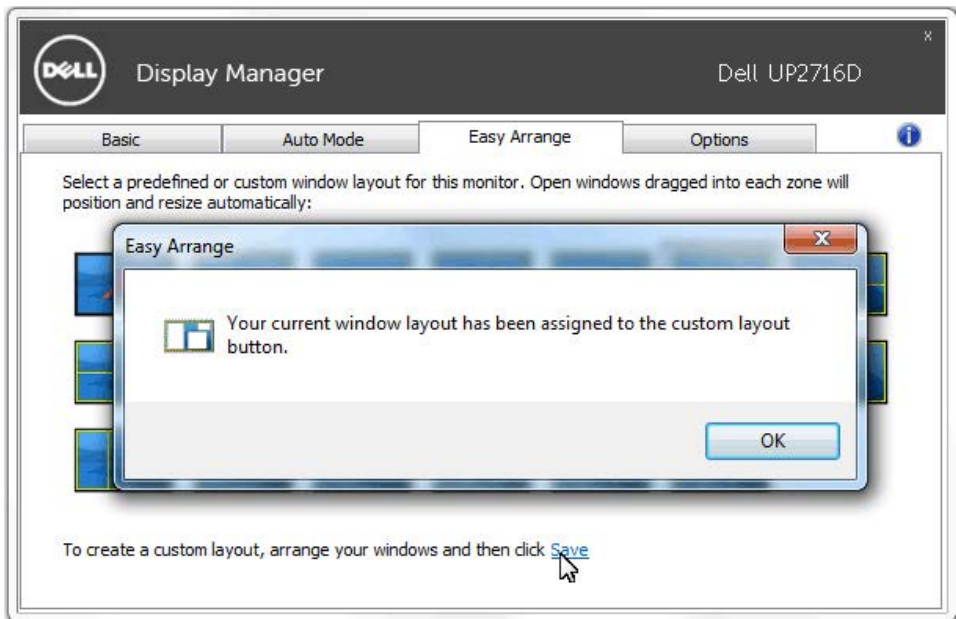 DELL
Display Manager
Dell UP2716D
x
Basic
Auto Mode
Easy Arrange
Options
i
Select a predefined or custom window layout for this monitor. Open windows dragged into each zone will
position and resize automatically:
Easy Arrange
X
Your current window layout has been assigned to the custom layout
button.
OK
To create a custom layout, arrange your windows and then click Save